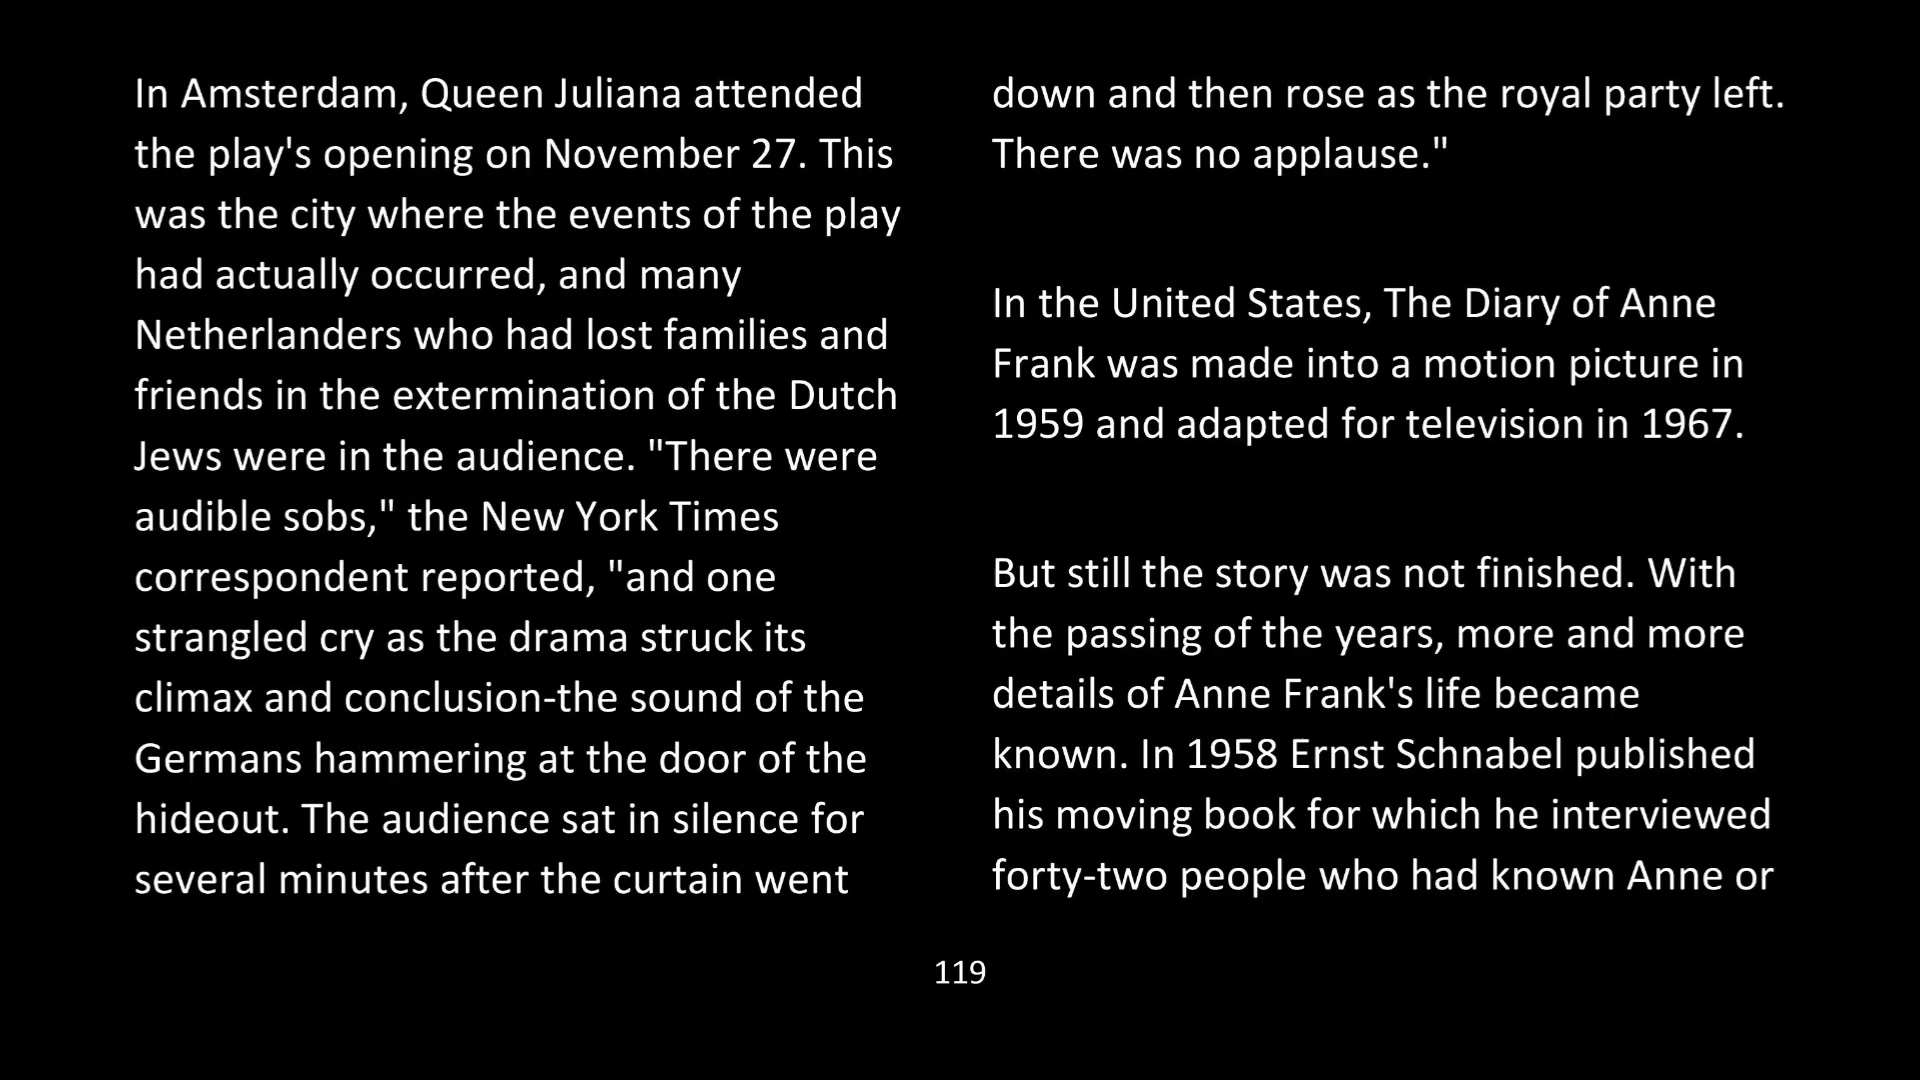 In Amsterdam, Queen Juliana attended
the play's opening on November 27. This
was the city where the events of the play
had actually occurred, and many
Netherlanders who had lost families and
friends in the extermination of the Dutch
Jews were in the audience. "There were
audible sobs," the New York Times
correspondent reported, "and one
strangled cry as the drama struck its
climax and conclusion-the sound of the
Germans hammering at the door of the
hideout. The audience sat in silence for
several minutes after the curtain went
down and then rose as the royal party left.
There was no applause."
In the United States, The Diary of Anne
Frank was made into a motion picture in
1959 and adapted for television in 1967.
But still the story was not finished. With
the passing of the years, more and more
details of Anne Frank's life became
known. In 1958 Ernst Schnabel published
his moving book for which he interviewed
forty-two people who had known Anne or
119